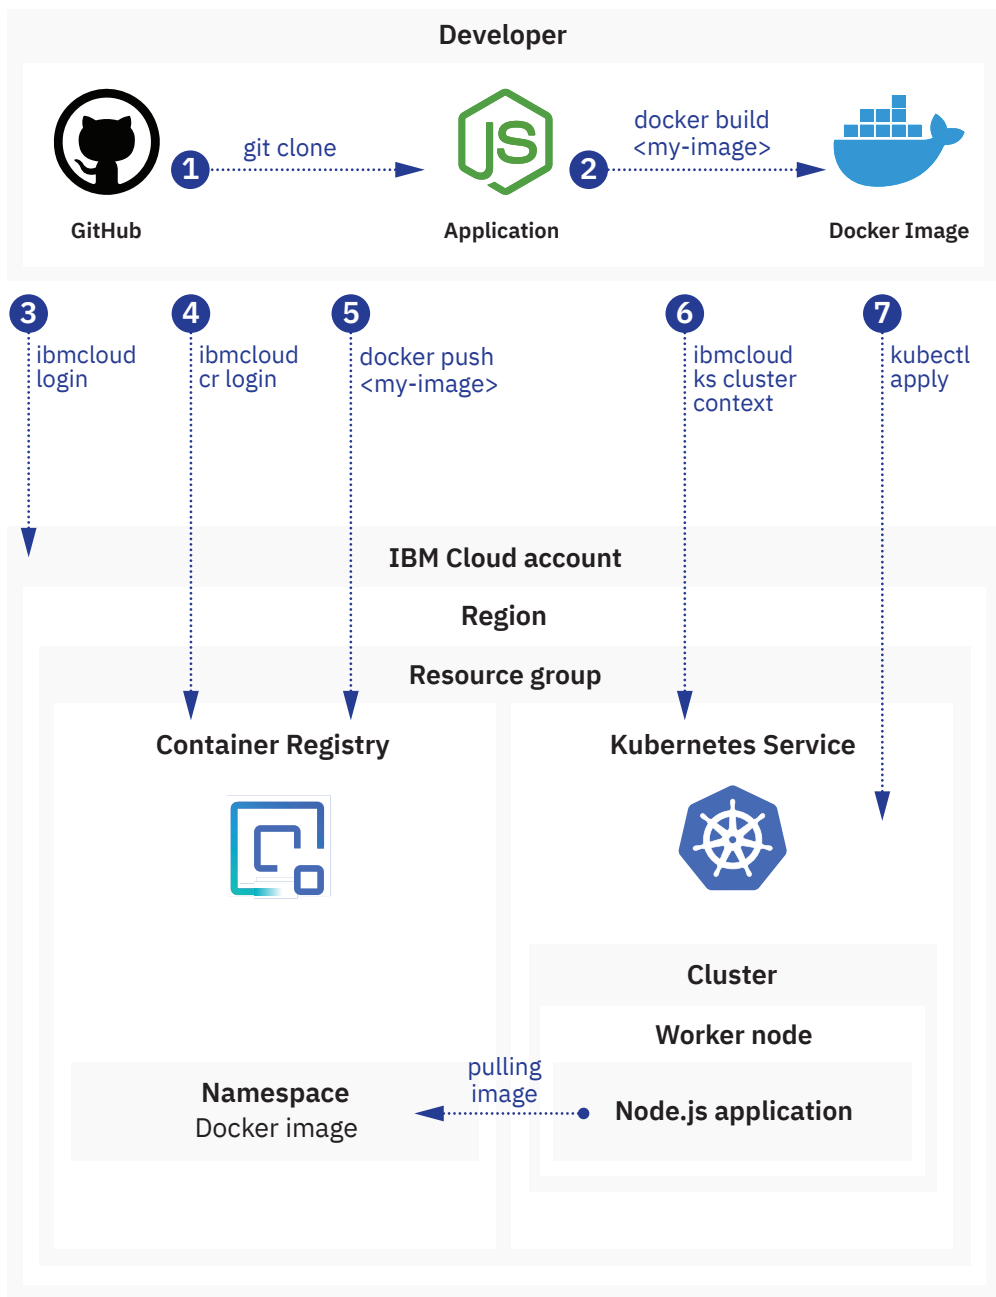 Developer
1
git clone
JS
2
docker build
<my-image>
GitHub
Application
Docker Image
3
ibmcloud
login
4
ibmcloud
cr login
5
docker push
<my-image>
6
ibmcloud
ks cluster
context
7
kubectl
apply
IBM Cloud account
Region
Resource group
Container Registry
Kubernetes Service
Cluster
Worker node
pulling
image
Namespace
Docker image
Node.js application